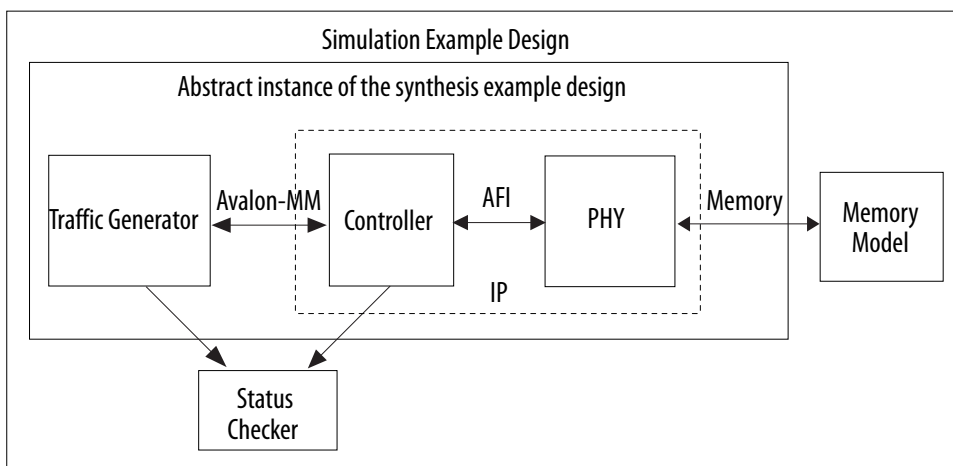 Simulation Example Design
Abstract instance of the synthesis example design
Traffic Generator
Avalon-MM
Controller
AFI
PHY
Memory
Memory
Model
IP
Status
Checker